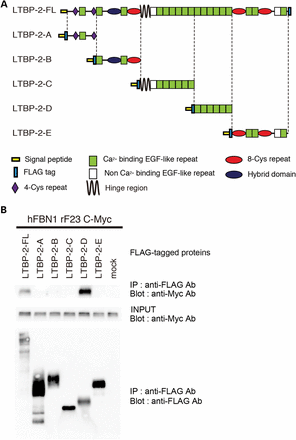 A
LTBP-2-FL
LTBP-2-A
LTBP-2-B
LTBP-2-C
LTBP-2-D
LTBP-2-E
Signal peptide
FLAG tag
4-Cys repeat
Ca²⁺ binding EGF-like repeat
Non Ca²⁺ binding EGF-like repeat
Hinge region
8-Cys repeat
Hybrid domain
B
hFBN1 rF23 C-Myc
LTBP-2-FL
LTBP-2-A
LTBP-2-B
LTBP-2-C
LTBP-2-D
LTBP-2-E
mock
FLAG-tagged proteins
IP : anti-FLAG Ab
Blot : anti-Myc Ab
INPUT
Blot : anti-Myc Ab
IP : anti-FLAG Ab
Blot : anti-FLAG Ab